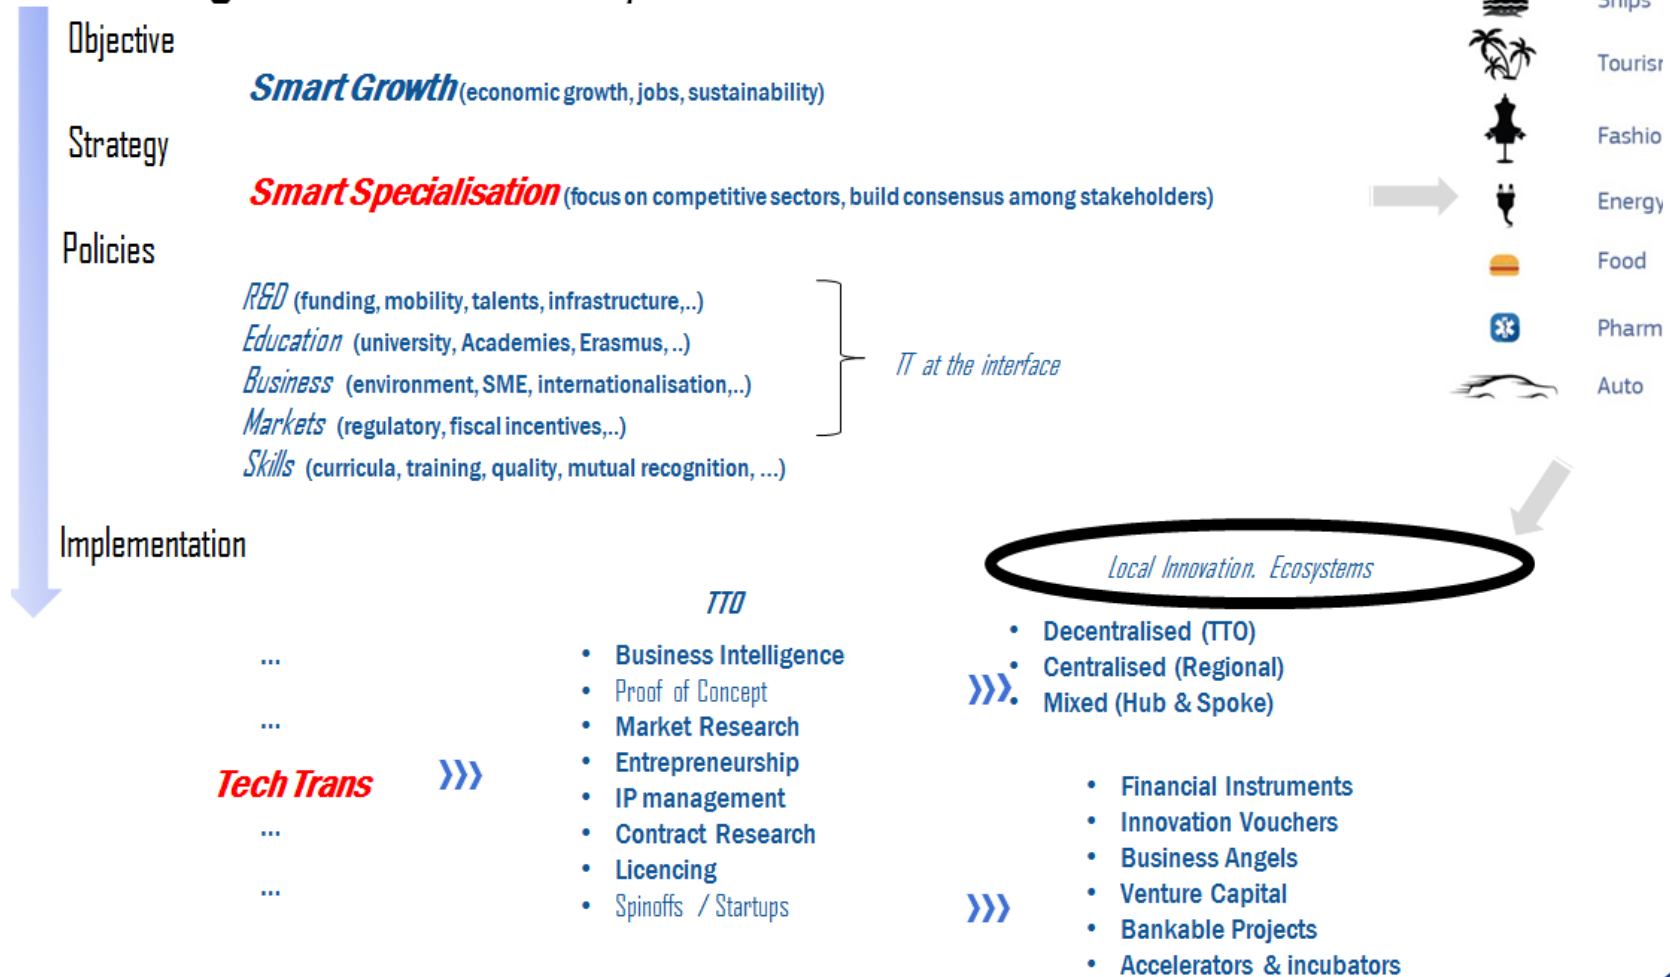 Objective
Smart Growth (economic growth, jobs, sustainability)
Strategy
Smart Specialisation (focus on competitive sectors, build consensus among stakeholders)
Policies
R&D (funding, mobility, talents, infrastructure,..)
Education (university, Academies, Erasmus, ..)
Business (environment, SME, internationalisation,..)
Markets (regulatory, fiscal incentives,..)
Skills (curricula, training, quality, mutual recognition, ...)
TT at the interface
Ships
Tourisr
Fashio
Energy
Food
Pharm
Auto
Implementation
...
...
Tech Trans
...
...
TTO
• Business Intelligence
• Proof of Concept
• Market Research
• Entrepreneurship
• IP management
• Contract Research
• Licencing
• Spinoffs / Startups
Local Innovation. Ecosystems
• Decentralised (TTO)
• Centralised (Regional)
• Mixed (Hub & Spoke)
• Financial Instruments
• Innovation Vouchers
• Business Angels
• Venture Capital
• Bankable Projects
• Accelerators & incubators